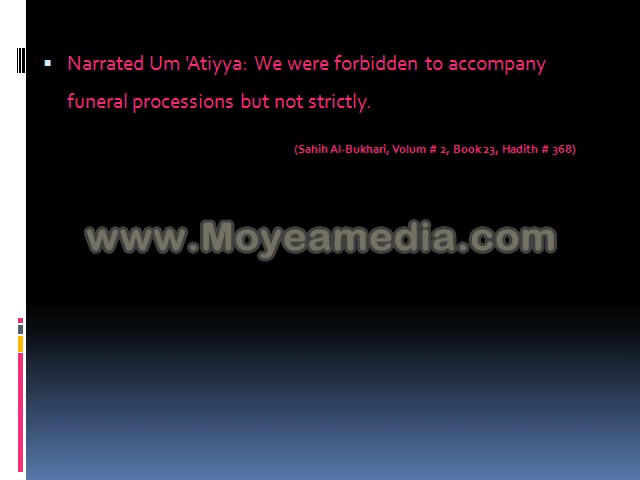 Narrated Um 'Atiyya: We were forbidden to accompany
funeral processions but not strictly.
(Sahih Al-Bukhari, Volum # 2, Book 23, Hadith # 368)
www.Moyeamedia.com